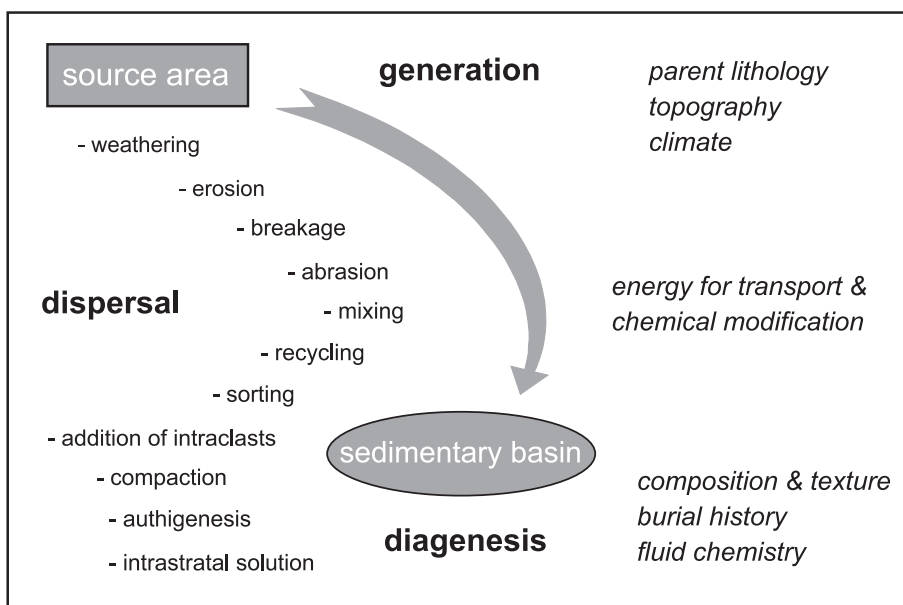 source area
generation
parent lithology
topography
climate
- weathering
- erosion
- breakage
- abrasion
dispersal
- mixing
energy for transport &
chemical modification
- recycling
- sorting
- addition of intraclasts
sedimentary basin
- compaction
composition & texture
- authigenesis
burial history
diagenesis
fluid chemistry
- intrastratal solution